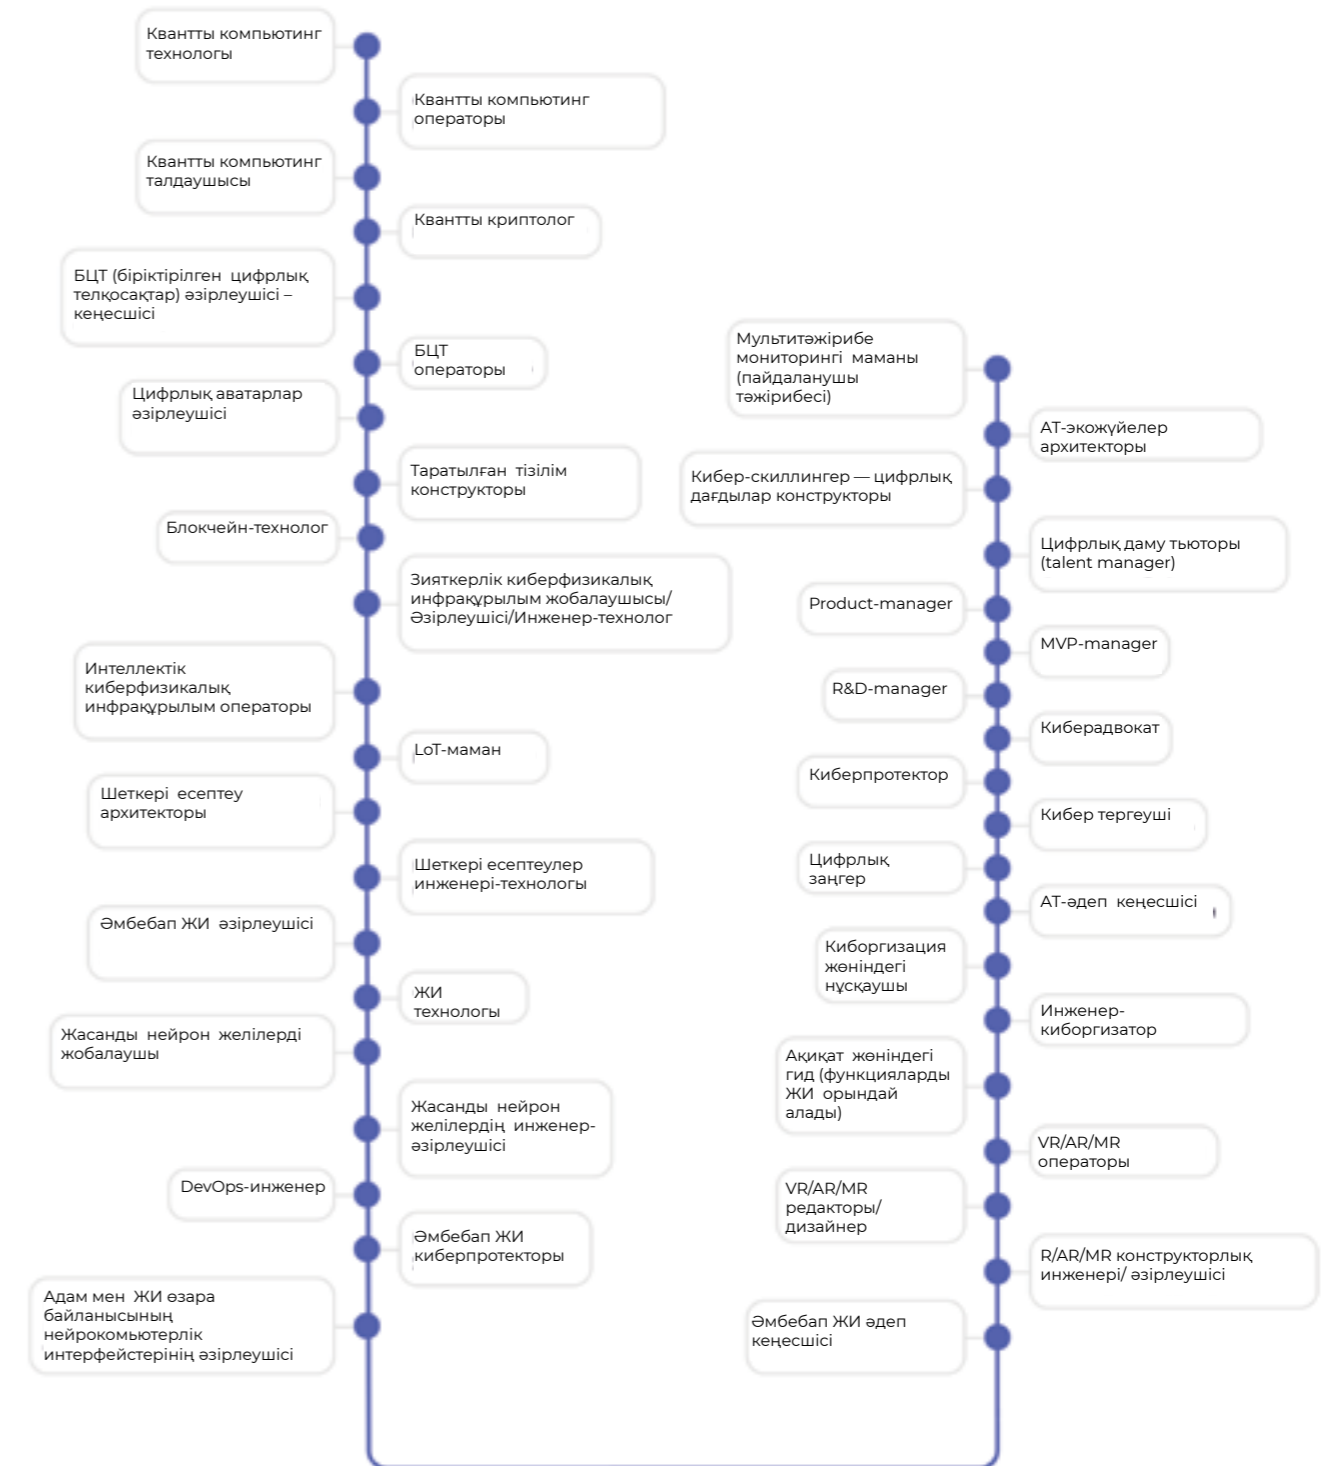 Квантты компьютинг
технологы
Квантты компьютинг
операторы
Квантты компьютинг
талдаушысы
Квантты криптолог
БЦТ (біріктірілген цифрлық
телқосақтар) әзірлеушісі –
кеңесшісі
БЦТ
операторы
Цифрлық аватарлар
әзірлеушісі
Таратылған тізілім
конструкторы
Блокчейн-технолог
Зияткерлік киберфизикалық
инфрақұрылым жобалаушысы/
Әзірлеушісі/Инженер-технолог
Интеллектік
киберфизикалық
инфрақұрылым операторы
LoT-маман
Шеткері есептеу
архитекторы
Шеткері есептеулер
инженері-технологы
Әмбебап ЖИ әзірлеушісі
ЖИ
технологы
Жасанды нейрон желілерді
жобалаушы
Жасанды нейрон
желілердің инженер-
әзірлеушісі
DevOps-инженер
Әмбебап ЖИ
киберпротекторы
Адам мен ЖИ өзара
байланысының
нейрокомьютерлік
интерфейстерінің әзірлеушісі
Мультитәжірибе
мониторингі маманы
(пайдаланушы
тәжірибесі)
АТ-экожүйелер
архитекторы
Кибер-скиллингер — цифрлық
дағдылар конструкторы
Цифрлық даму тьюторы
(talent manager)
Product-manager
MVP-manager
R&D-manager
Киберадвокат
Киберпротектор
Кибер тергеуші
Цифрлық
заңгер
АТ-әдеп кеңесшісі
Киборгизация
жөніндегі
нұсқаушы
Инженер-
киборгизатор
Ақиқат жөніндегі
гид (функцияларды
ЖИ орындай
алады)
VR/AR/MR
операторы
VR/AR/MR
редакторы/
дизайнер
R/AR/MR конструкторлық
инженері/ әзірлеушісі
Әмбебап ЖИ әдеп
кеңесшісі